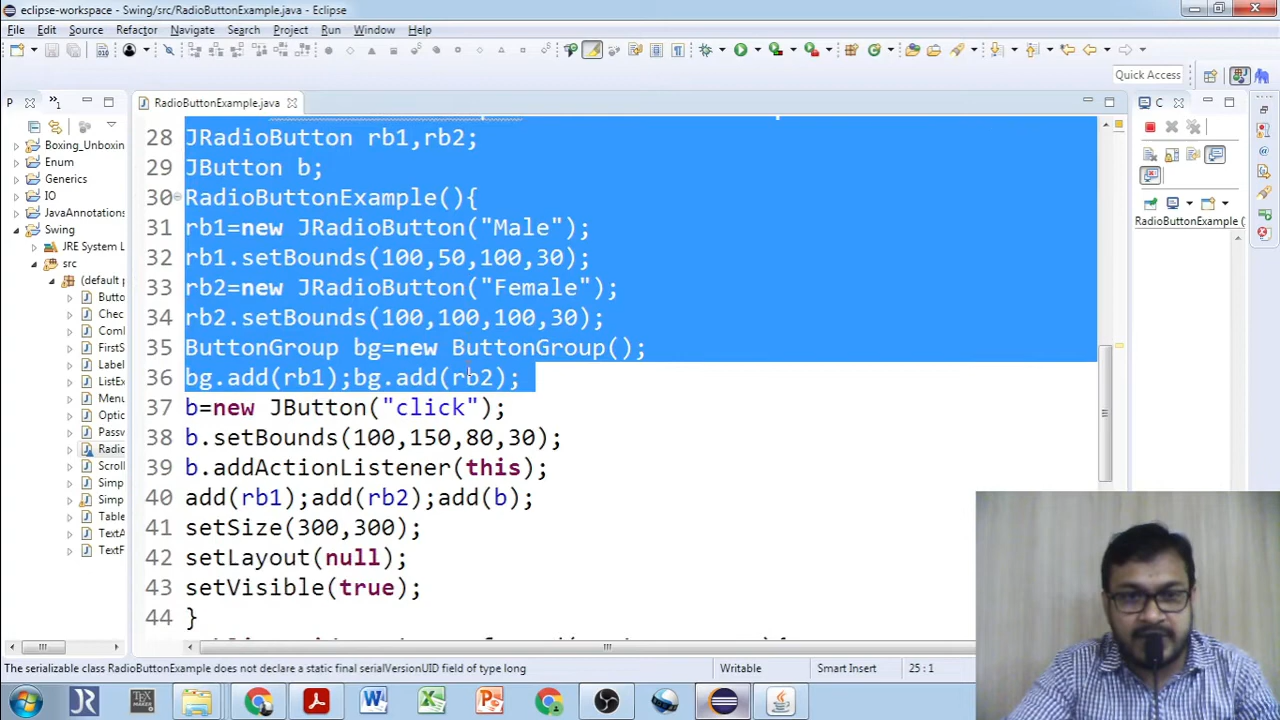 eclipse-workspace - Swing/src/RadioButtonExample.java - Eclipse
File Edit Source Refactor Navigate Search Project Run Window Help
Quick Access
P
1
RadioButtonExample.java
C
Boxing_Unboxin
Enum
Generics
IO
JavaAnnotations
Swing
JRE System L
src
(default p
Butto
Chec
Com
FirstS
Label
ListEx
Menu
Optic
Passv
Radic
Scroll
Simp
Simp
Table
TextA
TextF
28 JRadioButton rb1,rb2;
29 JButton b;
30 RadioButtonExample(){
31 rb1=new JRadioButton("Male");
32 rb1.setBounds(100,50,100,30);
33 rb2=new JRadioButton("Female");
34 rb2.setBounds(100,100,100,30);
35 ButtonGroup bg=new ButtonGroup();
36 bg.add(rb1);bg.add(rb2);
37 b=new JButton("click");
38 b.setBounds(100,150,80,30);
39 b.addActionListener(this);
40 add(rb1);add(rb2);add(b);
41 setSize(300,300);
42 setLayout(null);
43 setVisible(true);
44 }
RadioButtonExample (
The serializable class RadioButtonExample does not declare a static final serialVersionUID field of type long
Writable
Smart Insert
25 : 1